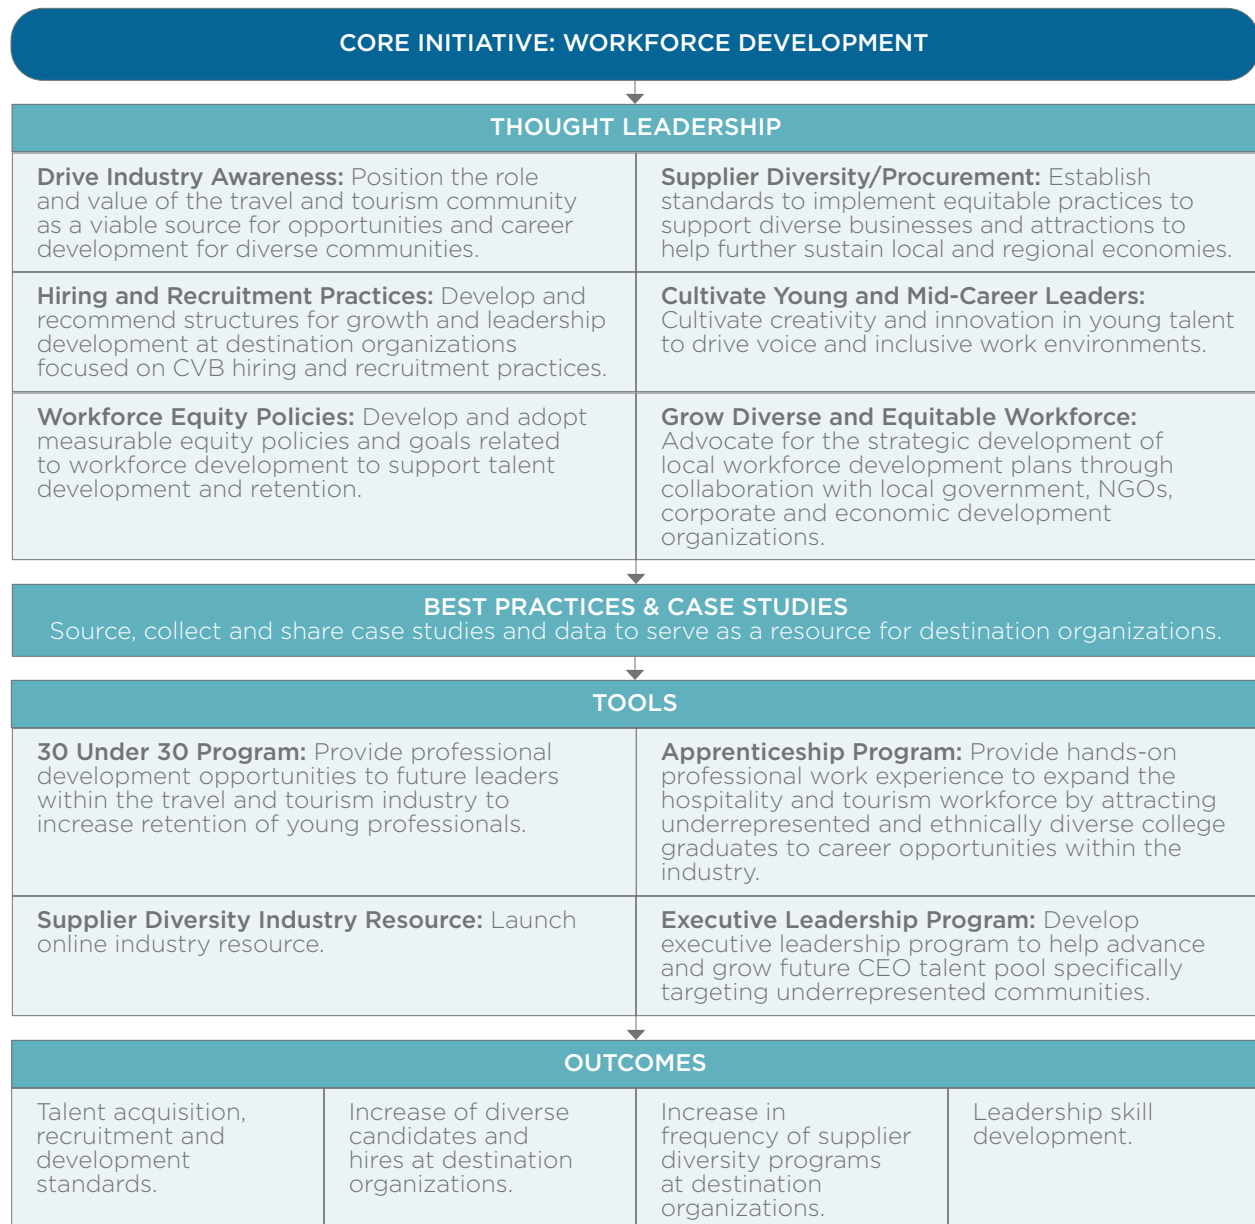 CORE INITIATIVE: WORKFORCE DEVELOPMENT
THOUGHT LEADERSHIP
Drive Industry Awareness: Position the role
and value of the travel and tourism community
as a viable source for opportunities and career
development for diverse communities.
Supplier Diversity/Procurement: Establish
standards to implement equitable practices to
support diverse businesses and attractions to
help further sustain local and regional economies.
Hiring and Recruitment Practices: Develop and
recommend structures for growth and leadership
development at destination organizations
focused on CVB hiring and recruitment practices.
Cultivate Young and Mid-Career Leaders:
Cultivate creativity and innovation in young talent
to drive voice and inclusive work environments.
Workforce Equity Policies: Develop and adopt
measurable equity policies and goals related
to workforce development to support talent
development and retention.
Grow Diverse and Equitable Workforce:
Advocate for the strategic development of
local workforce development plans through
collaboration with local government, NGOs,
corporate and economic development
organizations.
BEST PRACTICES & CASE STUDIES
Source, collect and share case studies and data to serve as a resource for destination organizations.
TOOLS
30 Under 30 Program: Provide professional
development opportunities to future leaders
within the travel and tourism industry to
increase retention of young professionals.
Apprenticeship Program: Provide hands-on
professional work experience to expand the
hospitality and tourism workforce by attracting
underrepresented and ethnically diverse college
graduates to career opportunities within the
industry.
Supplier Diversity Industry Resource: Launch
online industry resource.
Executive Leadership Program: Develop
executive leadership program to help advance
and grow future CEO talent pool specifically
targeting underrepresented communities.
OUTCOMES
Talent acquisition,
recruitment and
development
standards.
Increase of diverse
candidates and
hires at destination
organizations.
Increase in
frequency of supplier
diversity programs
at destination
organizations.
Leadership skill
development.